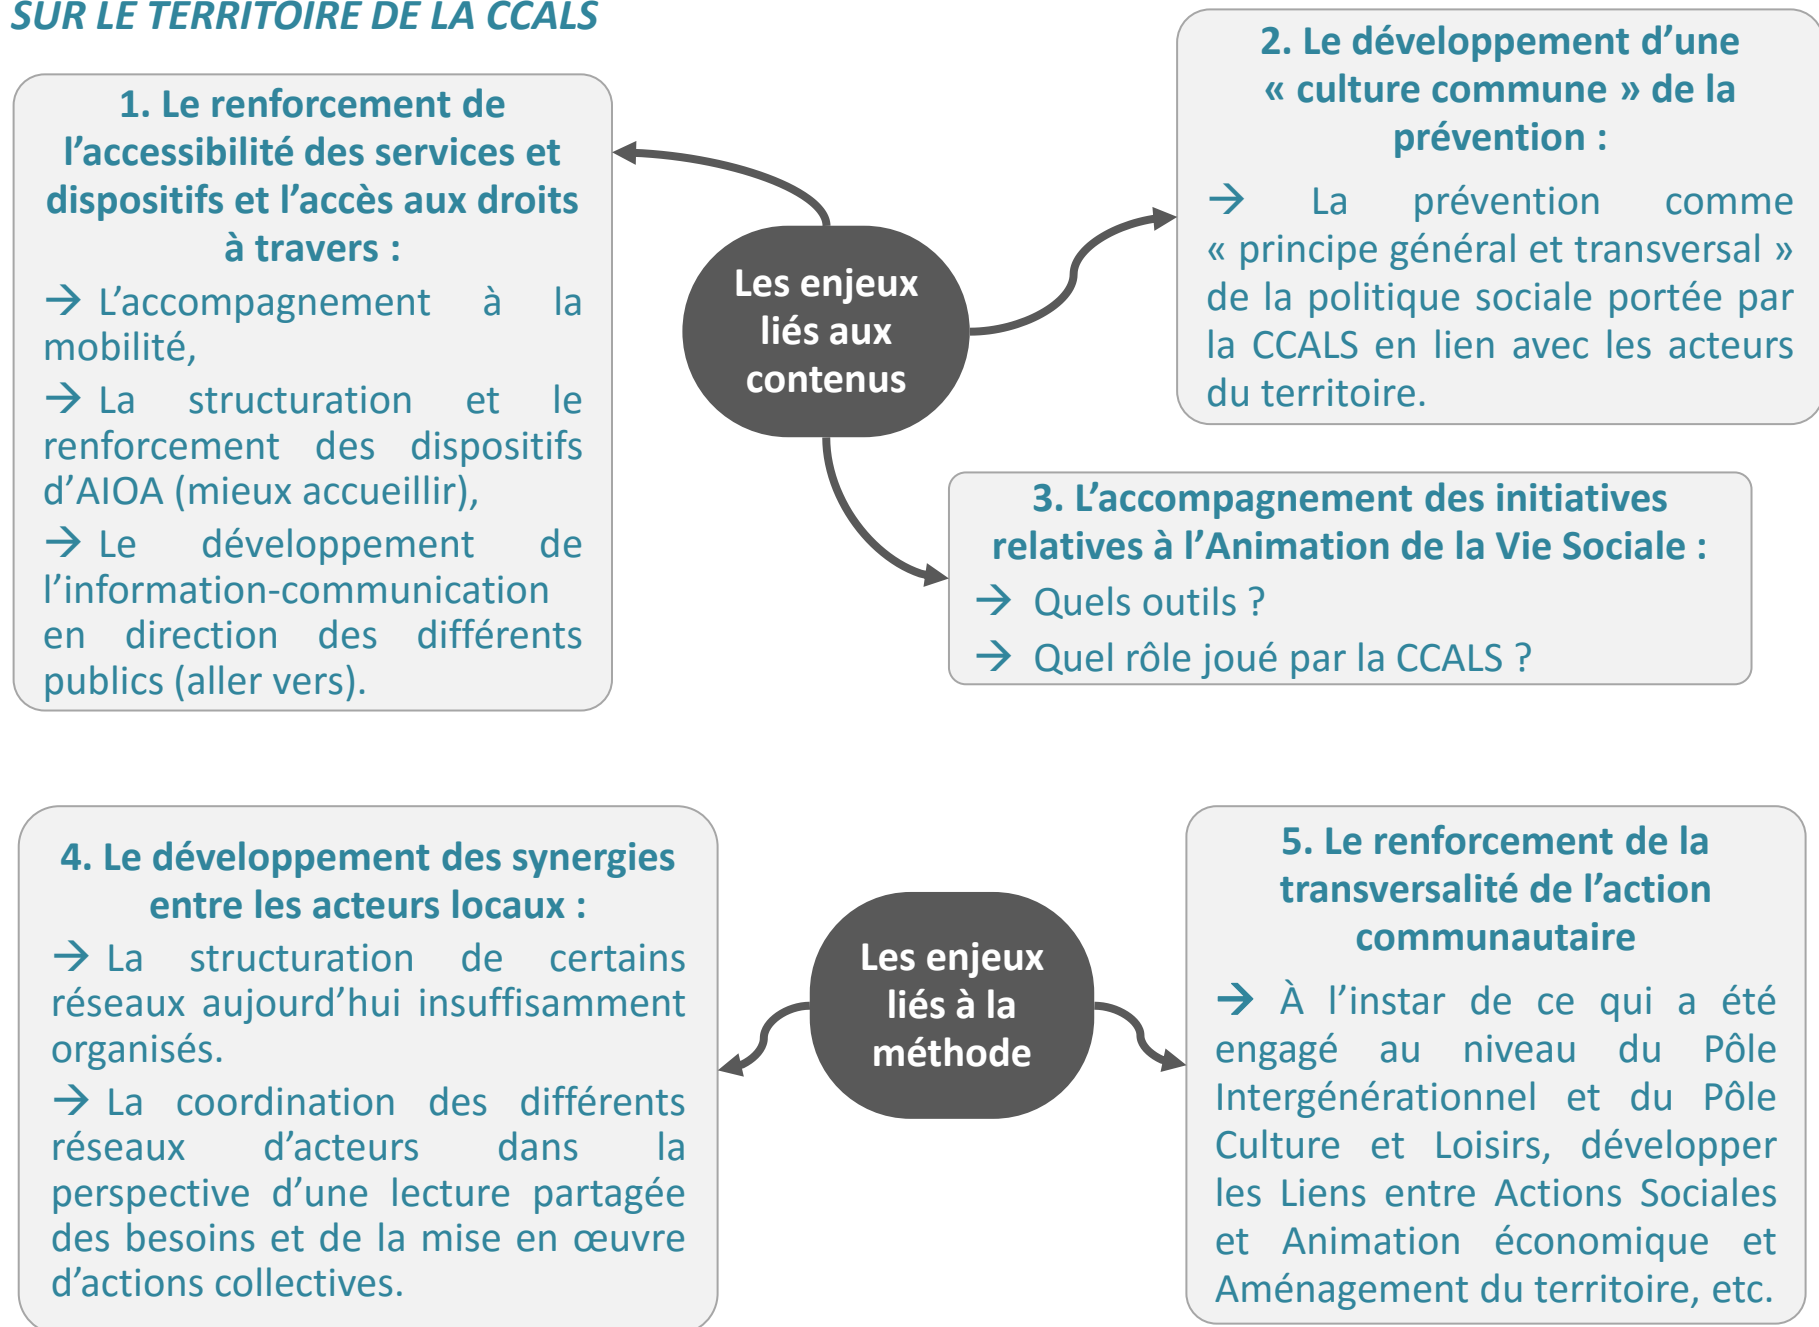 SUR LE TERRITOIRE DE LA CCALS
1. Le renforcement de
l’accessibilité des services et
dispositifs et l’accès aux droits
à travers :
→ L’accompagnement à la
mobilité,
→ La structuration et le
renforcement des dispositifs
d’AIOA (mieux accueillir),
→ Le développement de
l’information-communication
en direction des différents
publics (aller vers).
Les enjeux
liés aux
contenus
2. Le développement d’une
« culture commune » de la
prévention :
→ La prévention comme
« principe général et transversal »
de la politique sociale portée par
la CCALS en lien avec les acteurs
du territoire.
3. L’accompagnement des initiatives
relatives à l’Animation de la Vie Sociale :
→ Quels outils ?
→ Quel rôle joué par la CCALS ?
4. Le développement des synergies
entre les acteurs locaux :
→ La structuration de certains
réseaux aujourd’hui insuffisamment
organisés.
→ La coordination des différents
réseaux d’acteurs dans la
perspective d’une lecture partagée
des besoins et de la mise en œuvre
d’actions collectives.
Les enjeux
liés à la
méthode
5. Le renforcement de la
transversalité de l’action
communautaire
→ À l’instar de ce qui a été
engagé au niveau du Pôle
Intergénérationnel et du Pôle
Culture et Loisirs, développer
les Liens entre Actions Sociales
et Animation économique et
Aménagement du territoire, etc.